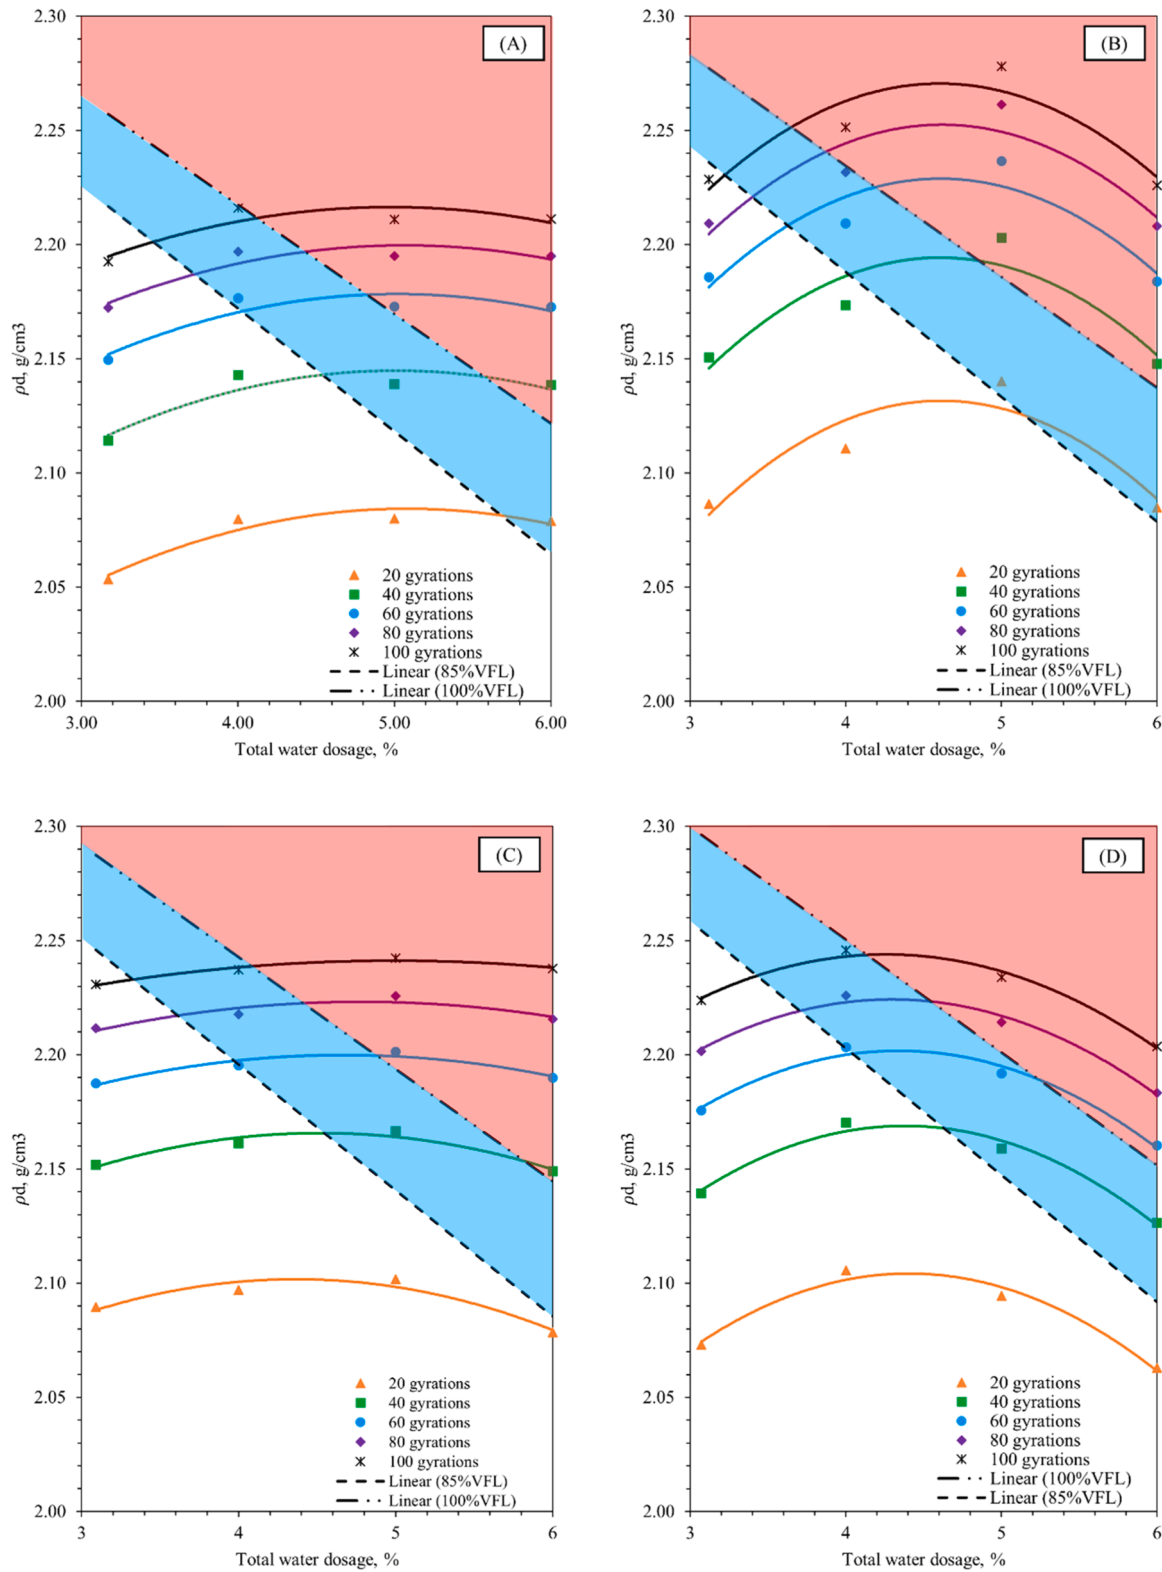 (A)
2.30
2.25
2.20
2.15
2.10
2.05
2.00
ρd, g/cm3
20 gyrations
40 gyrations
60 gyrations
80 gyrations
100 gyrations
Linear (85%VFL)
Linear (100%VFL)
3.00 4.00 5.00 6.00
Total water dosage, %
(B)
2.30
2.25
2.20
2.15
2.10
2.05
2.00
ρd, g/cm3
20 gyrations
40 gyrations
60 gyrations
80 gyrations
100 gyrations
Linear (85%VFL)
Linear (100%VFL)
3 4 5 6
Total water dosage, %
(C)
2.30
2.25
2.20
2.15
2.10
2.05
2.00
ρd, g/cm3
20 gyrations
40 gyrations
60 gyrations
80 gyrations
100 gyrations
Linear (85%VFL)
Linear (100%VFL)
3 4 5 6
Total water dosage, %
(D)
2.30
2.25
2.20
2.15
2.10
2.05
2.00
ρd, g/cm3
20 gyrations
40 gyrations
60 gyrations
80 gyrations
100 gyrations
Linear (100%VFL)
Linear (85%VFL)
3 4 5 6
Total water dosage, %